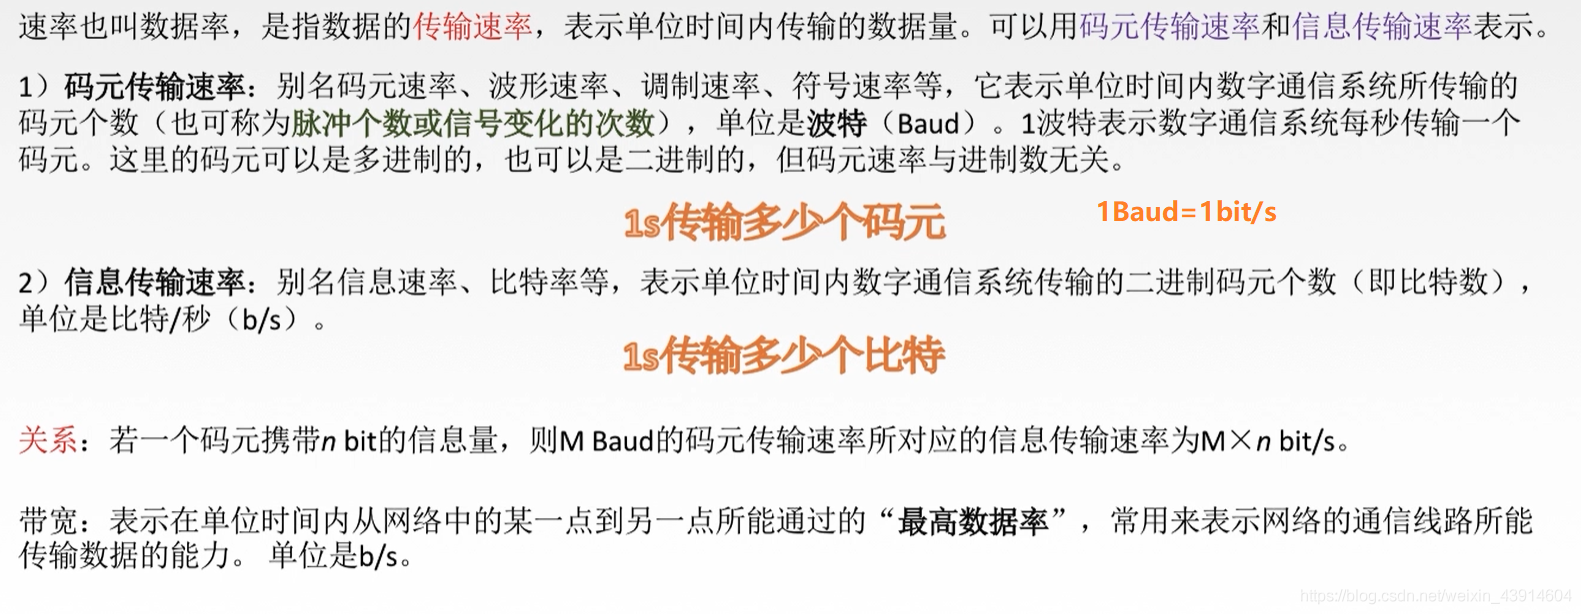 速率也叫数据率，是指数据的传输速率，表示单位时间内传输的数据量。可以用码元传输速率和信息传输速率表示。
1）码元传输速率：别名码元速率、波形速率、调制速率、符号速率等，它表示单位时间内数字通信系统所传输的
码元个数（也可称为脉冲个数或信号变化的次数），单位是波特（Baud）。1波特表示数字通信系统每秒传输一个
码元。这里的码元可以是多进制的，也可以是二进制的，但码元速率与进制数无关。
1s传输多少个码元 1Baud=1bit/s
2）信息传输速率：别名信息速率、比特率等，表示单位时间内数字通信系统传输的二进制码元个数（即比特数），
单位是比特/秒（b/s）。
1s传输多少个比特
关系：若一个码元携带n bit的信息量，则M Baud的码元传输速率所对应的信息传输速率为M×n bit/s。
带宽：表示在单位时间内从网络中的某一点到另一点所能通过的“最高数据率”，常用来表示网络的通信线路所能
传输数据的能力。 单位是b/s。
https://blog.csdn.net/weixin_43914604